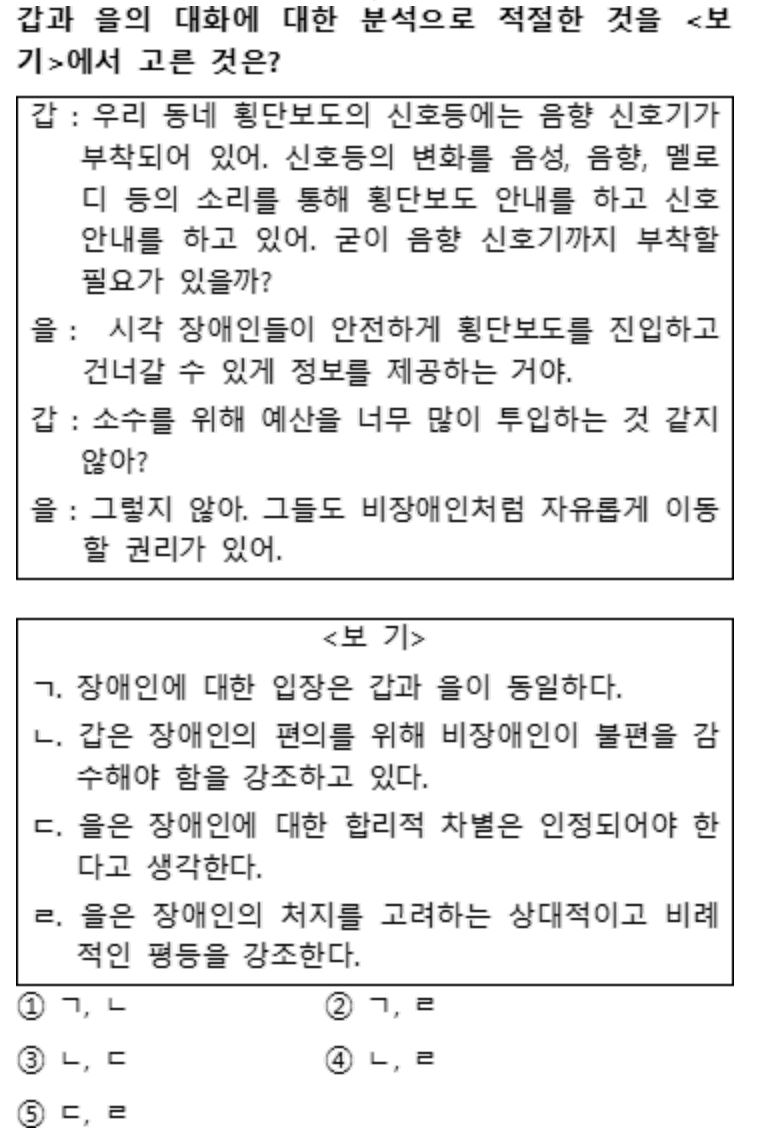 갑과 을의 대화에 대한 분석으로 적절한 것을 <보
기>에서 고른 것은?
갑 : 우리 동네 횡단보도의 신호등에는 음향 신호기가
부착되어 있어. 신호등의 변화를 음성, 음향, 멜로
디 등의 소리를 통해 횡단보도 안내를 하고 신호
안내를 하고 있어. 굳이 음향 신호기까지 부착할
필요가 있을까?
을 : 시각 장애인들이 안전하게 횡단보도를 진입하고
건너갈 수 있게 정보를 제공하는 거야.
갑 : 소수를 위해 예산을 너무 많이 투입하는 것 같지
않아?
을 : 그렇지 않아. 그들도 비장애인처럼 자유롭게 이동
할 권리가 있어.
<보 기>
ㄱ. 장애인에 대한 입장은 갑과 을이 동일하다.
ㄴ. 갑은 장애인의 편의를 위해 비장애인이 불편을 감
수해야 함을 강조하고 있다.
ㄷ. 을은 장애인에 대한 합리적 차별은 인정되어야 한
다고 생각한다.
ㄹ. 을은 장애인의 처지를 고려하는 상대적이고 비례
적인 평등을 강조한다.
① ㄱ, ㄴ ② ㄱ, ㄹ
③ ㄴ, ㄷ ④ ㄴ, ㄹ
⑤ ㄷ, ㄹ